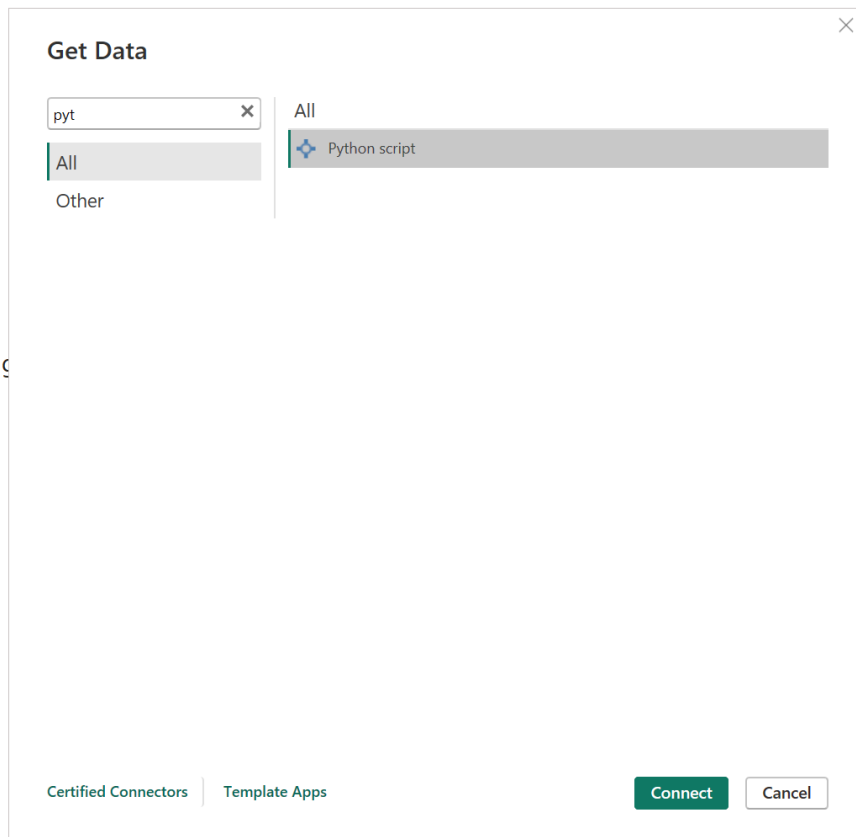 Get Data
pyt
All
Other
All
Python script
Certified Connectors
Template Apps
Connect
Cancel